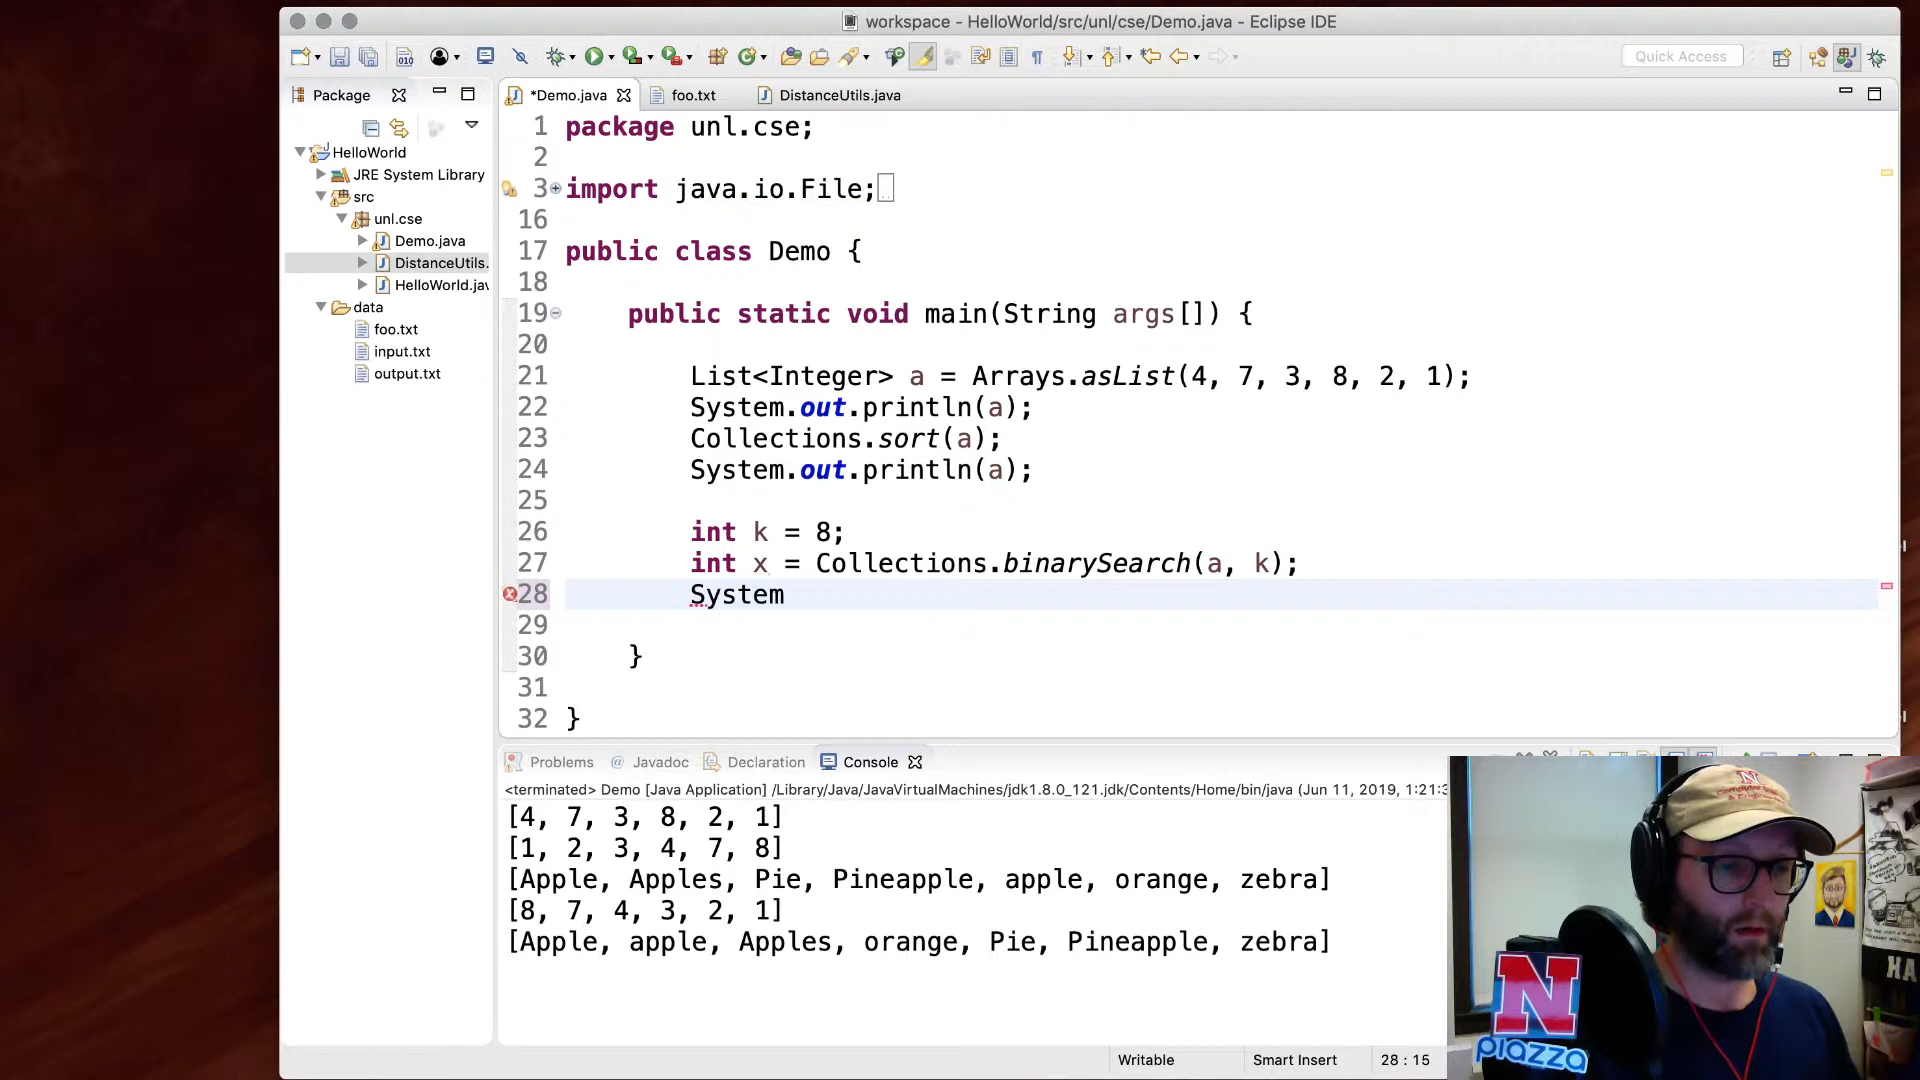 workspace - HelloWorld/src/unl/cse/Demo.java - Eclipse IDE
Quick Access
Package
*Demo.java
foo.txt
DistanceUtils.java
HelloWorld
JRE System Library
src
unl.cse
Demo.java
DistanceUtils.
HelloWorld.jav
data
foo.txt
input.txt
output.txt
1 package unl.cse;
2
3 import java.io.File;
16
17 public class Demo {
18
19 public static void main(String args[]) {
20
21 List<Integer> a = Arrays.asList(4, 7, 3, 8, 2, 1);
22 System.out.println(a);
23 Collections.sort(a);
24 System.out.println(a);
25
26 int k = 8;
27 int x = Collections.binarySearch(a, k);
28 System
29
30 }
31
32 }
Problems @ Javadoc Declaration Console
<terminated> Demo [Java Application] /Library/Java/JavaVirtualMachines/jdk1.8.0_121.jdk/Contents/Home/bin/java (Jun 11, 2019, 1:21:3
[4, 7, 3, 8, 2, 1]
[1, 2, 3, 4, 7, 8]
[Apple, Apples, Pie, Pineapple, apple, orange, zebra]
[8, 7, 4, 3, 2, 1]
[Apple, apple, Apples, orange, Pie, Pineapple, zebra]
N
piazza
HA
Writable
Smart Insert
28 : 15